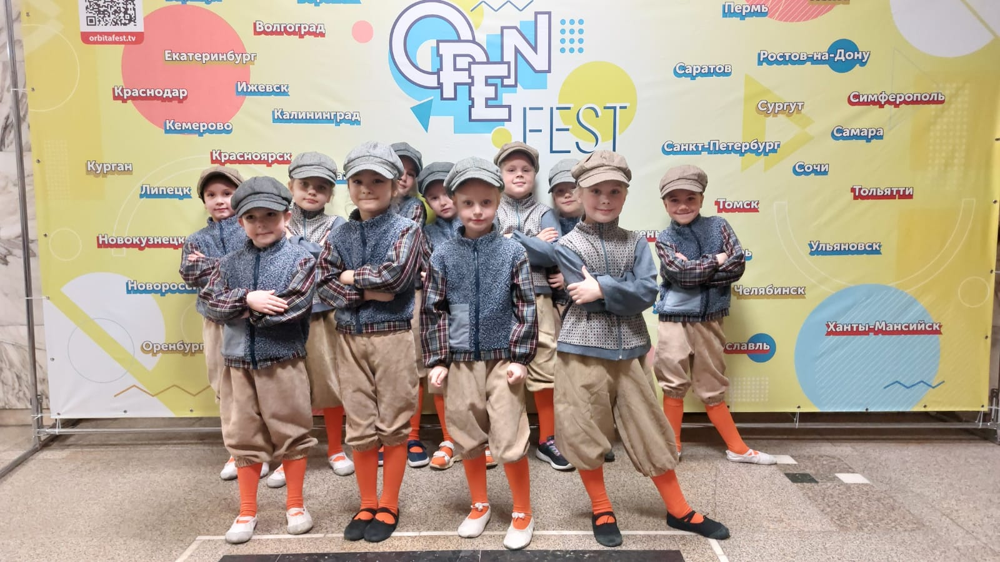 orbitafest.tv
Волгоград
Екатеринбург
Ижевск
Краснодар
Калининград
Кемерово
Красноярск
Курган
Липецк
Новокузнецк
Оренбург
OPEN
FEST
Пермь
Ростов-на-Дону
Саратов
Симферополь
Сургут
Самара
Санкт-Петербург
Сочи
Тольятти
Томск
Ульяновск
Челябинск
Ханты-Мансийск